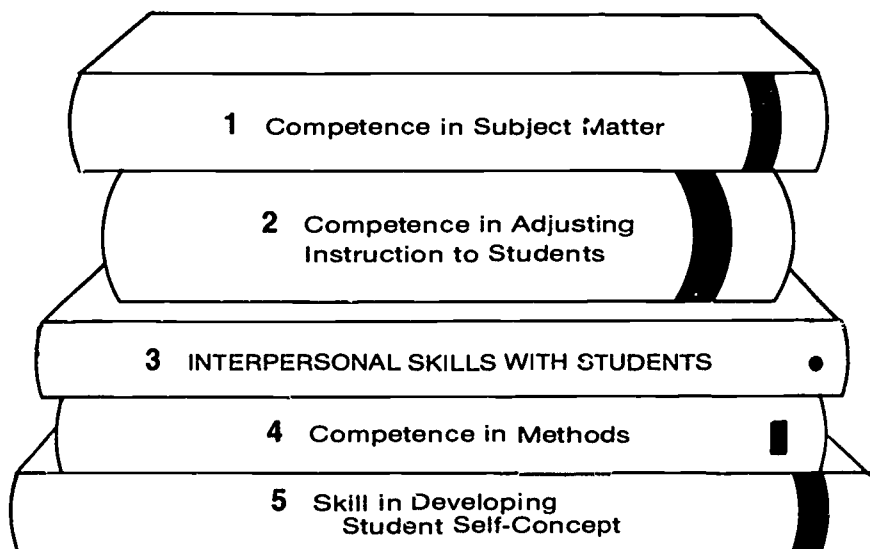 1 Competence in Subject Matter
2 Competence in Adjusting
Instruction to Students
3 INTERPERSONAL SKILLS WITH STUDENTS
4 Competence in Methods
5 Skill in Developing
Student Self-Concept